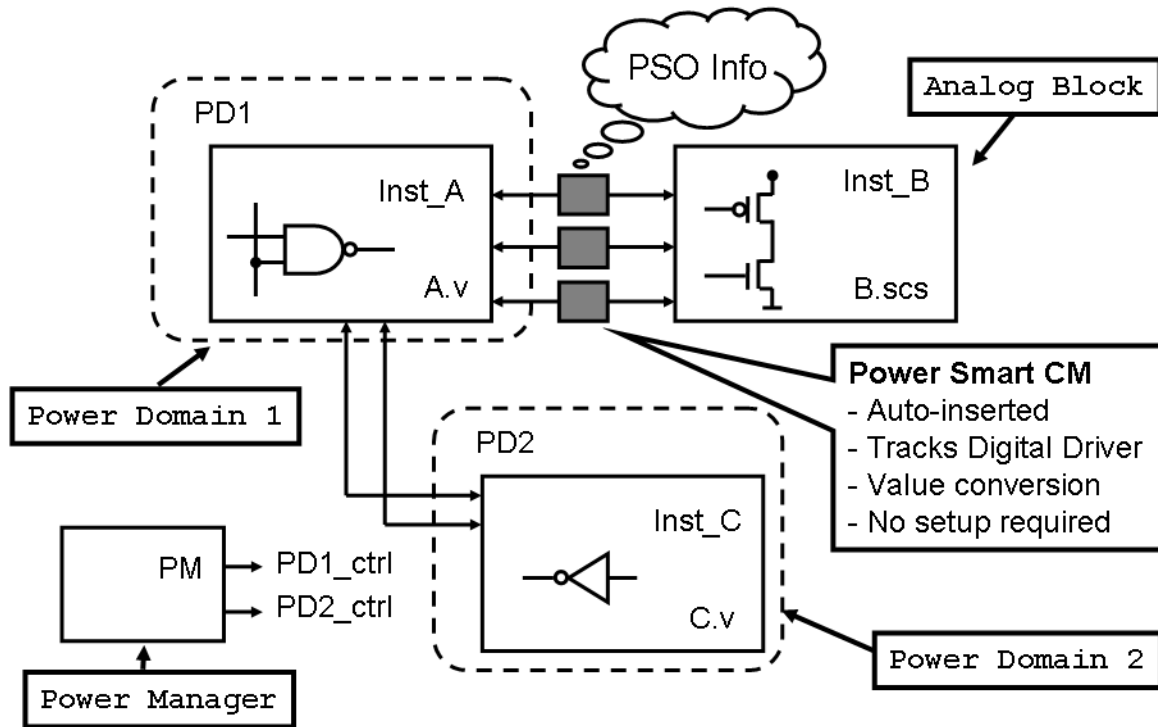 PSO Info
Analog Block
PD1
Inst_A
A.v
Inst_B
B.scs
Power Domain 1
Power Smart CM
- Auto-inserted
- Tracks Digital Driver
- Value conversion
- No setup required
PD2
Inst_C
C.v
PM
PD1_ctrl
PD2_ctrl
Power Manager
Power Domain 2